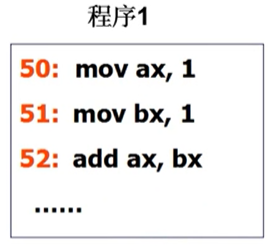 程序1
50: mov ax, 1
51: mov bx, 1
52: add ax, bx
......